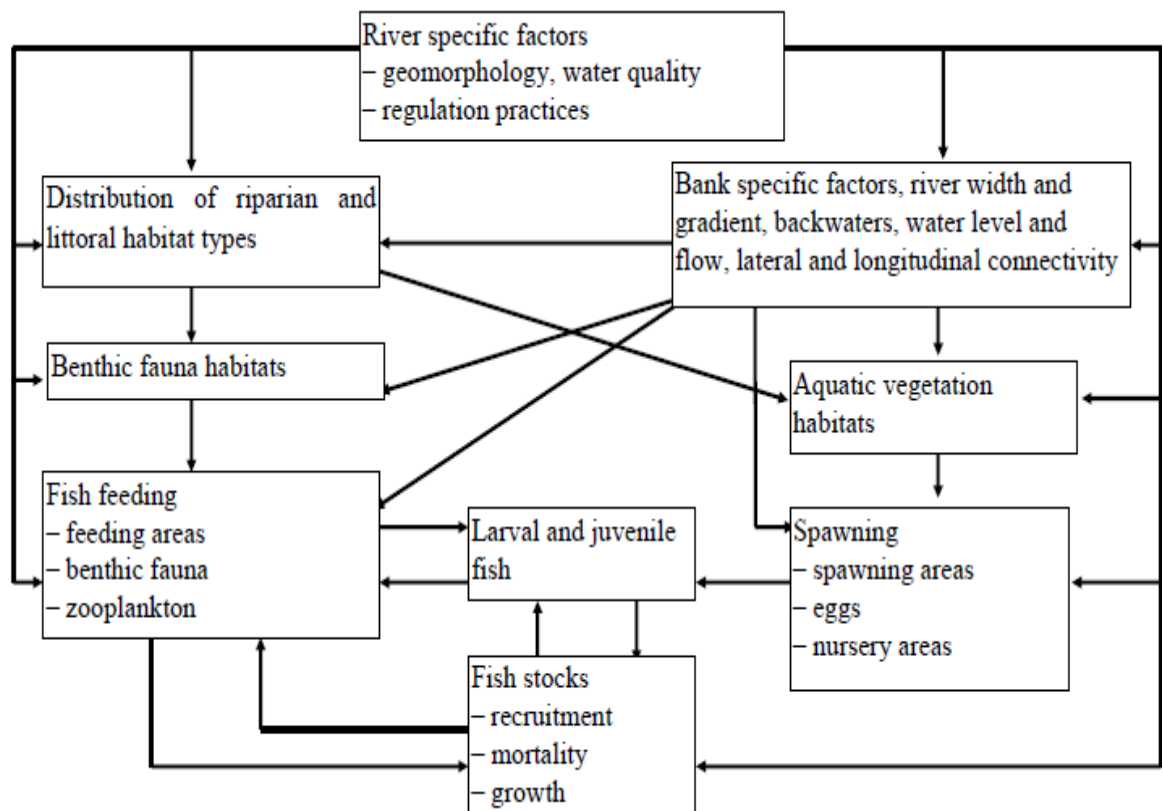 River specific factors
– geomorphology, water quality
– regulation practices
Distribution of riparian and
littoral habitat types
Bank specific factors, river width and
gradient, backwaters, water level and
flow, lateral and longitudinal connectivity
Benthic fauna habitats
Aquatic vegetation
habitats
Fish feeding
– feeding areas
– benthic fauna
– zooplankton
Larval and juvenile
fish
Spawning
– spawning areas
– eggs
– nursery areas
Fish stocks
– recruitment
– mortality
– growth